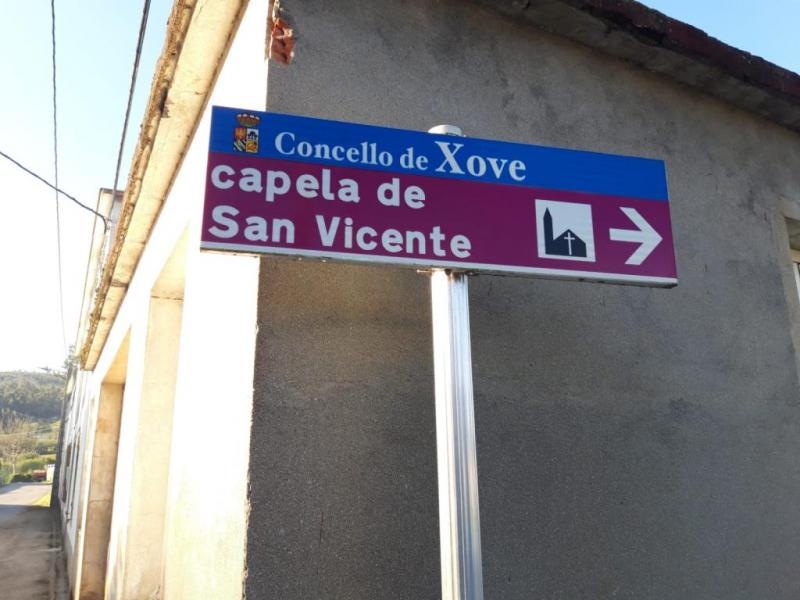 Concello de Xove
capela de
San Vicente